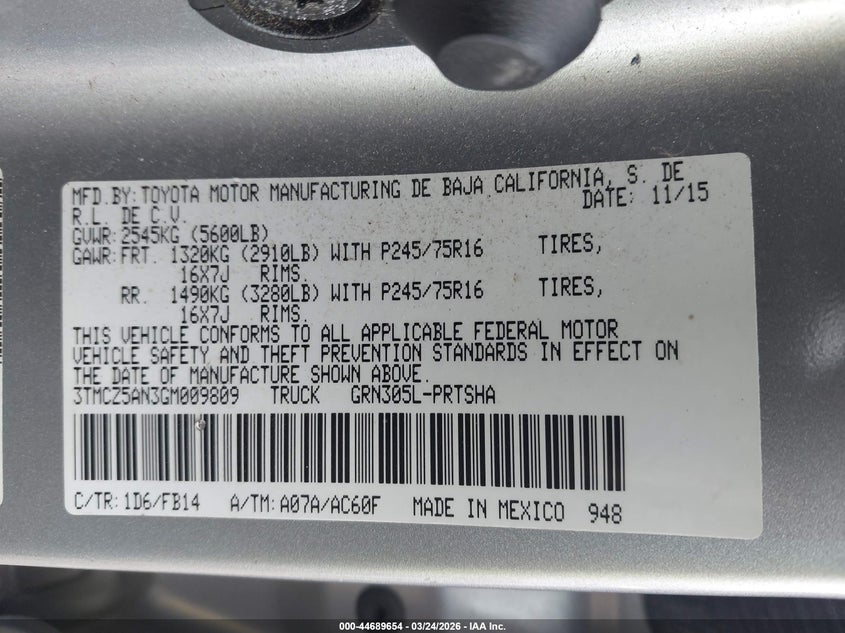 MFD.BY:TOYOTA MOTOR MANUFACTURING DE BAJA CALIFORNIA, S. DE
R.L. DE C.V. DATE: 11/15
GVWR:2545KG (5600LB)
GAWR:FRT. 1320KG (2910LB) WITH P245/75R16 TIRES,
16X7J RIMS.
RR. 1490KG (3280LB) WITH P245/75R16 TIRES,
16X7J RIMS.
THIS VEHICLE CONFORMS TO ALL APPLICABLE FEDERAL MOTOR
VEHICLE SAFETY AND THEFT PREVENTION STANDARDS IN EFFECT ON
THE DATE OF MANUFACTURE SHOWN ABOVE.
3TMCZ5AN3GM009809 TRUCK GRN305L-PRTSHA
C/TR:1D6/FB14 A/TM:A07A/AC60F MADE IN MEXICO 948
000-44689654 | 03/24/2026 | IAA Inc.